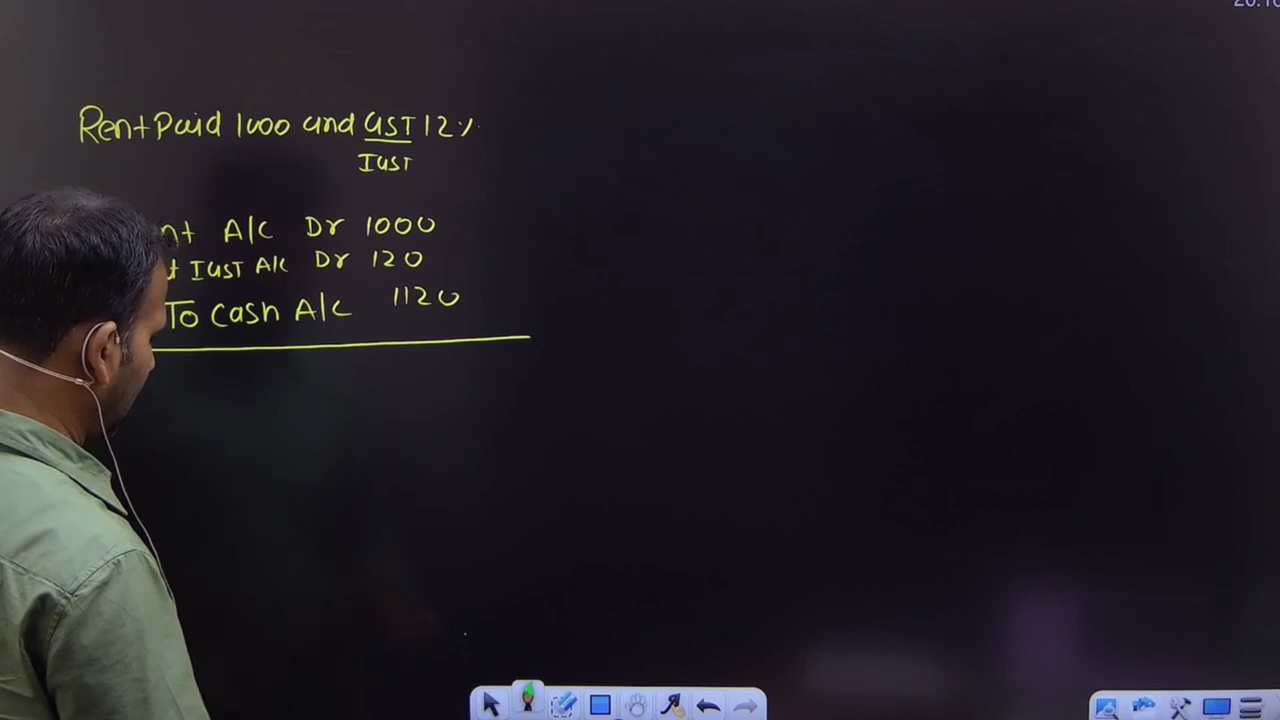 Rent Paid 1000 and GST 12%
IGST
nt A/c Dr 1000
t IGST A/c Dr 120
To Cash A/c 1120